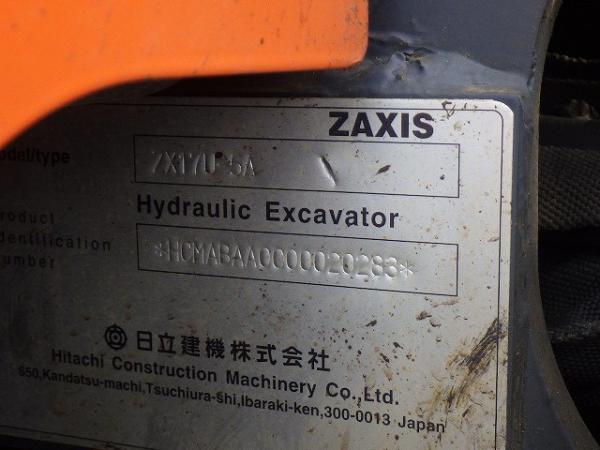 ZAXIS
odel/type
ZX17U-5A
Hydraulic Excavator
roduct
dentification
umber
*HCMABAA0C00020283*
日立建機株式会社
Hitachi Construction Machinery Co.,Ltd.
650,Kandatsu-machi,Tsuchiura-shi,Ibaraki-ken,300-0013 Japan